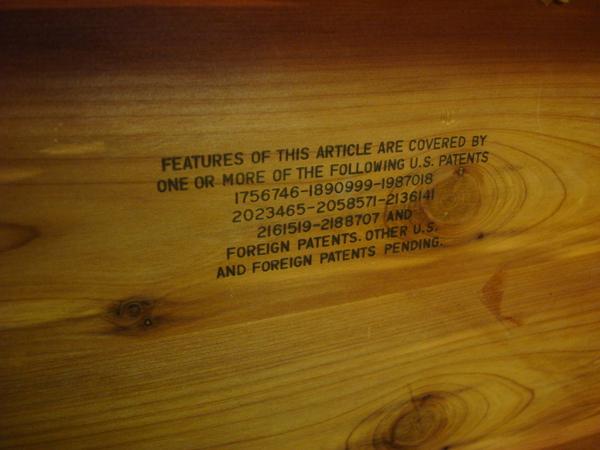 FEATURES OF THIS ARTICLE ARE COVERED BY
ONE OR MORE OF THE FOLLOWING U.S. PATENTS
1756746-1890999-1987018
2023465-2058571-2136141
2161519-2188707 AND
FOREIGN PATENTS. OTHER U.S.
AND FOREIGN PATENTS PENDING.